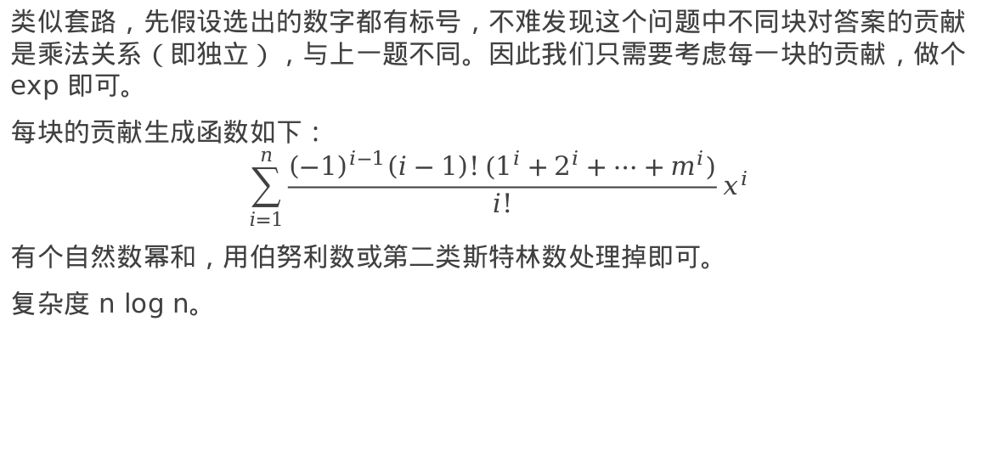 类似套路，先假设选出的数字都有标号，不难发现这个问题中不同块对答案的贡献
是乘法关系（即独立），与上一题不同。因此我们只需要考虑每一块的贡献，做个
exp 即可。
每块的贡献生成函数如下：
\sum_{i=1}^{n} \frac{(-1)^{i-1}(i-1)!(1^i+2^i+\cdots+m^i)}{i!} x^i
有个自然数幂和，用伯努利数或第二类斯特林数处理掉即可。
复杂度 n log n。